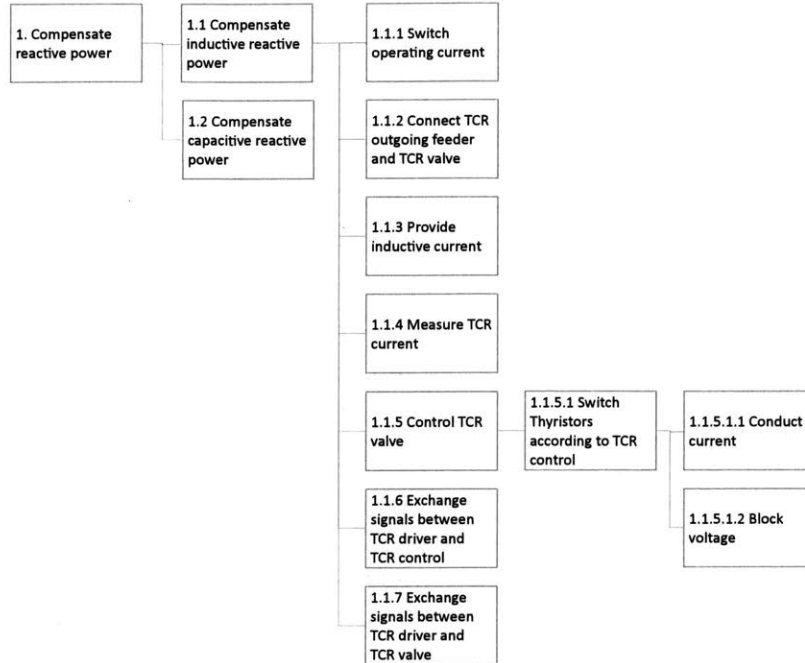 1. Compensate
reactive power
1.1 Compensate
inductive reactive
power
1.2 Compensate
capacitive reactive
power
1.1.1 Switch
operating current
1.1.2 Connect TCR
outgoing feeder
and TCR valve
1.1.3 Provide
inductive current
1.1.4 Measure TCR
current
1.1.5 Control TCR
valve
1.1.5.1 Switch
Thyristors
according to TCR
control
1.1.5.1.1 Conduct
current
1.1.5.1.2 Block
voltage
1.1.6 Exchange
signals between
TCR driver and
TCR control
1.1.7 Exchange
signals between
TCR driver and
TCR valve